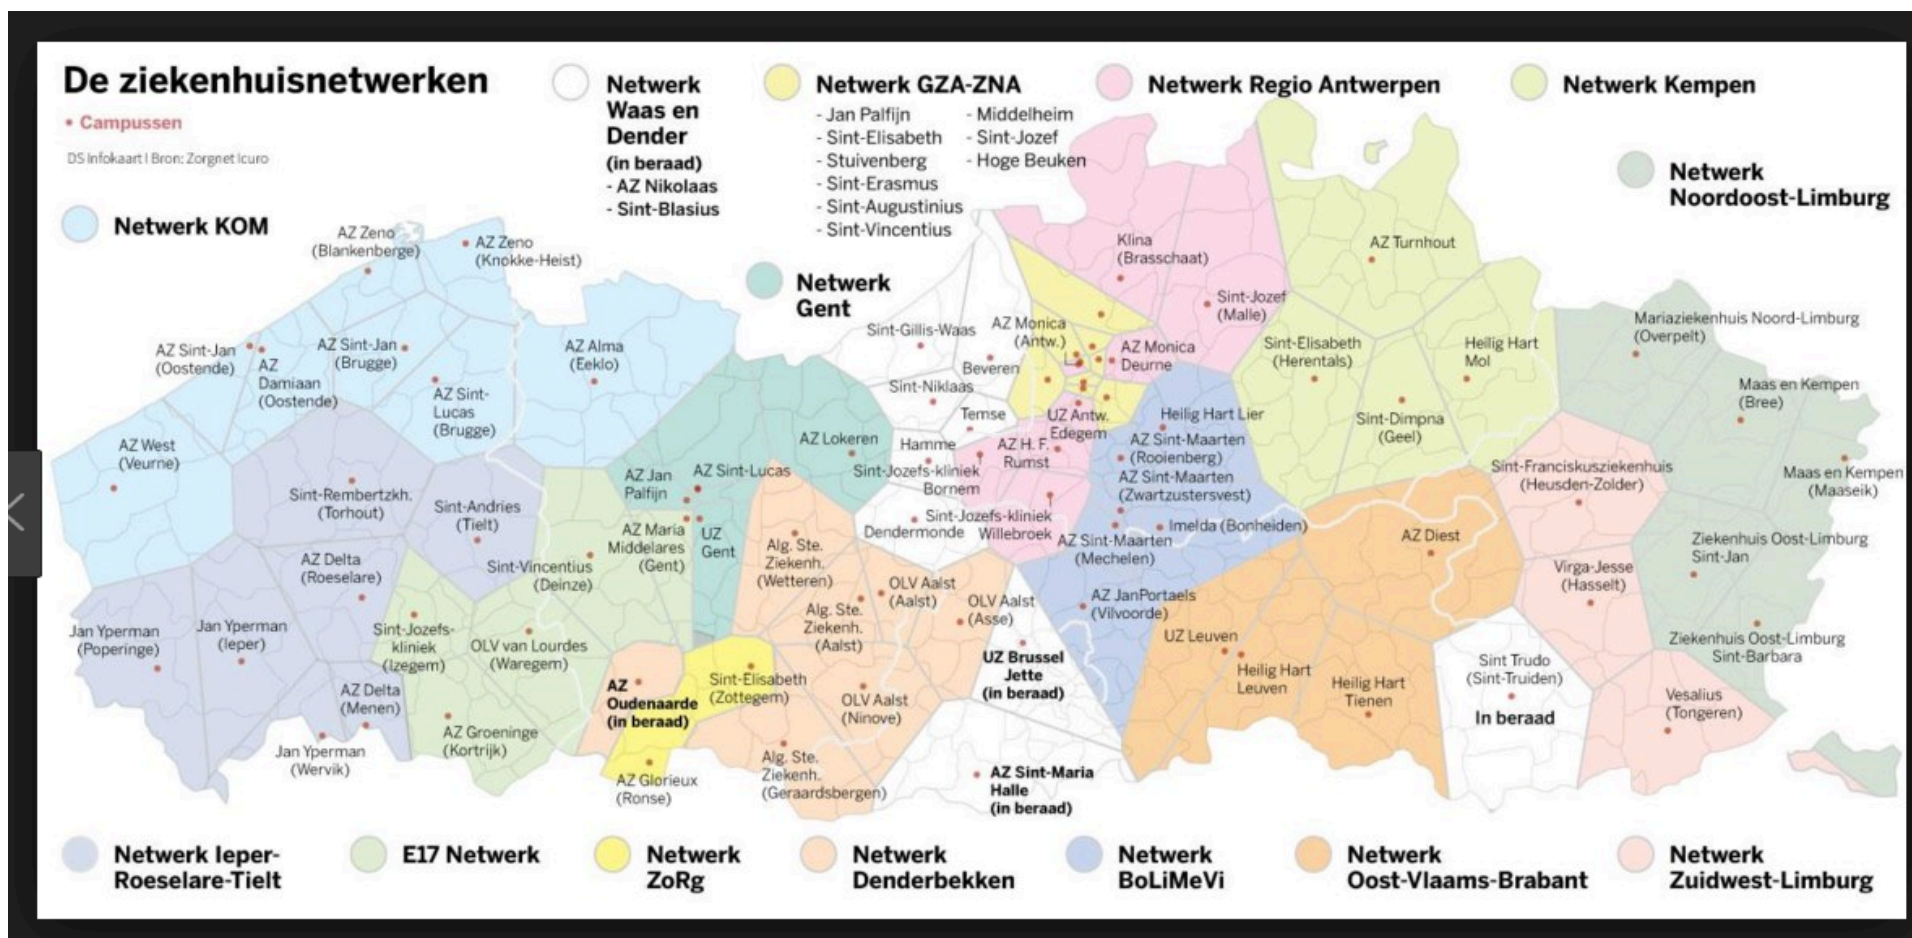 De ziekenhuisnetwerken
• Campussen
DS Infokaart I Bron: Zorgnet Icuro
Netwerk
Waas en
Dender
(in beraad)
- AZ Nikolaas
- Sint-Blasius
Netwerk GZA-ZNA
- Jan Palfijn
- Sint-Elisabeth
- Stuivenberg
- Sint-Erasmus
- Sint-Augustinius
- Sint-Vincentius
- Middelheim
- Sint-Jozef
- Hoge Beuken
Netwerk Regio Antwerpen
Netwerk Kempen
Netwerk
Noordoost-Limburg
Netwerk KOM
Netwerk
Gent
AZ Zeno
(Blankenberge)
AZ Zeno
(Knokke-Heist)
AZ Sint-Jan
(Oostende)
AZ
Damiaan
(Oostende)
AZ Sint-Jan
(Brugge)
AZ Sint-
Lucas
(Brugge)
AZ Alma
(Eeklo)
AZ West
(Veurne)
Sint-Rembertzkh.
(Torhout)
Sint-Andries
(Tielt)
AZ Delta
(Roeselare)
Jan Yperman
(Poperinge)
Jan Yperman
(Ieper)
AZ Delta
(Menen)
Jan Yperman
(Wervik)
Sint-Jozefs-
kliniek
(Izegem)
Sint-Vincentius
(Deinze)
OLV van Lourdes
(Waregem)
AZ Groeninge
(Kortrijk)
AZ Jan
Palfijn
AZ Sint-Lucas
AZ Maria
Middelares
(Gent)
UZ
Gent
AZ Lokeren
AZ
Oudenaarde
(in beraad)
Sint-Elisabeth
(Zottegem)
AZ Glorieux
(Ronse)
Alg. Ste.
Ziekenh.
(Wetteren)
Alg. Ste.
Ziekenh.
(Aalst)
OLV Aalst
(Aalst)
OLV Aalst
(Asse)
OLV Aalst
(Ninove)
Alg. Ste.
Ziekenh.
(Geraardsbergen)
Sint-Gillis-Waas
Beveren
Sint-Niklaas
Temse
Hamme
Sint-Jozefs-kliniek
Bornem
Dendermonde
Sint-Jozefs-kliniek
Willebroek
AZ Monica
(Antw.)
AZ Monica
Deurne
UZ Antw.
Edegem
AZ H. F.
Rumst
Klina
(Brasschaat)
Sint-Jozef
(Malle)
Heilig Hart Lier
AZ Sint-Maarten
(Rooienberg)
AZ Sint-Maarten
(Zwartzustersvest)
Imelda (Bonheiden)
AZ Sint-Maarten
(Mechelen)
AZ JanPortaels
(Vilvoorde)
UZ Brussel
Jette
(in beraad)
AZ Sint-Maria
Halle
(in beraad)
AZ Turnhout
Sint-Elisabeth
(Herentals)
Heilig Hart
Mol
Sint-Dimpna
(Geel)
AZ Diest
UZ Leuven
Heilig Hart
Leuven
Heilig Hart
Tienen
Sint Trudo
(Sint-Truiden)
In beraad
Mariaziekenhuis Noord-Limburg
(Overpelt)
Maas en Kempen
(Bree)
Maas en Kempen
(Maaseik)
Sint-Franciskusziekenhuis
(Heusden-Zolder)
Ziekenhuis Oost-Limburg
Sint-Jan
Virga-Jesse
(Hasselt)
Ziekenhuis Oost-Limburg
Sint-Barbara
Vesalius
(Tongeren)
Netwerk Ieper-
Roeselare-Tielt
E17 Netwerk
Netwerk
ZoRg
Netwerk
Denderbekken
Netwerk
BoLiMeVi
Netwerk
Oost-Vlaams-Brabant
Netwerk
Zuidwest-Limburg